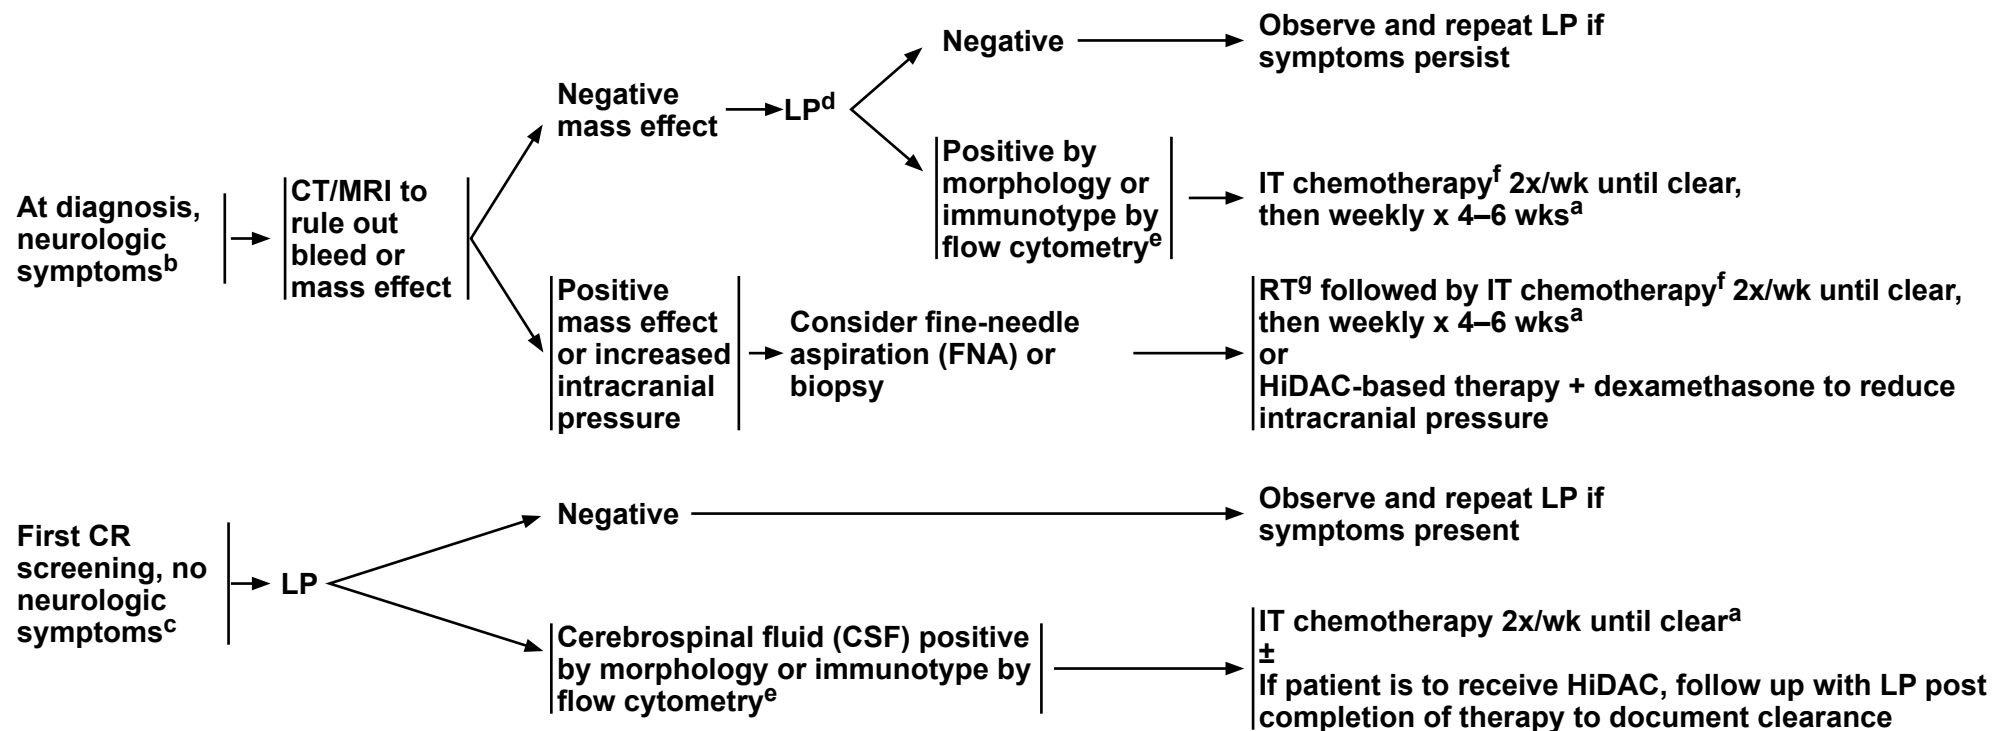 At diagnosis,
neurologic
symptomsᵇ
CT/MRI to
rule out
bleed or
mass effect
Negative
mass effect
LPᵈ
Negative
Observe and repeat LP if
symptoms persist
Positive by
morphology or
immunotype by
flow cytometryᵉ
IT chemotherapyᶠ 2x/wk until clear,
then weekly x 4–6 wksᵃ
Positive
mass effect
or increased
intracranial
pressure
Consider fine-needle
aspiration (FNA) or
biopsy
RTᵍ followed by IT chemotherapyᶠ 2x/wk until clear,
then weekly x 4–6 wksᵃ
or
HiDAC-based therapy + dexamethasone to reduce
intracranial pressure
First CR
screening, no
neurologic
symptomsᶜ
LP
Negative
Observe and repeat LP if
symptoms present
Cerebrospinal fluid (CSF) positive
by morphology or immunotype by
flow cytometryᵉ
IT chemotherapy 2x/wk until clearᵃ
±
If patient is to receive HiDAC, follow up with LP post
completion of therapy to document clearance